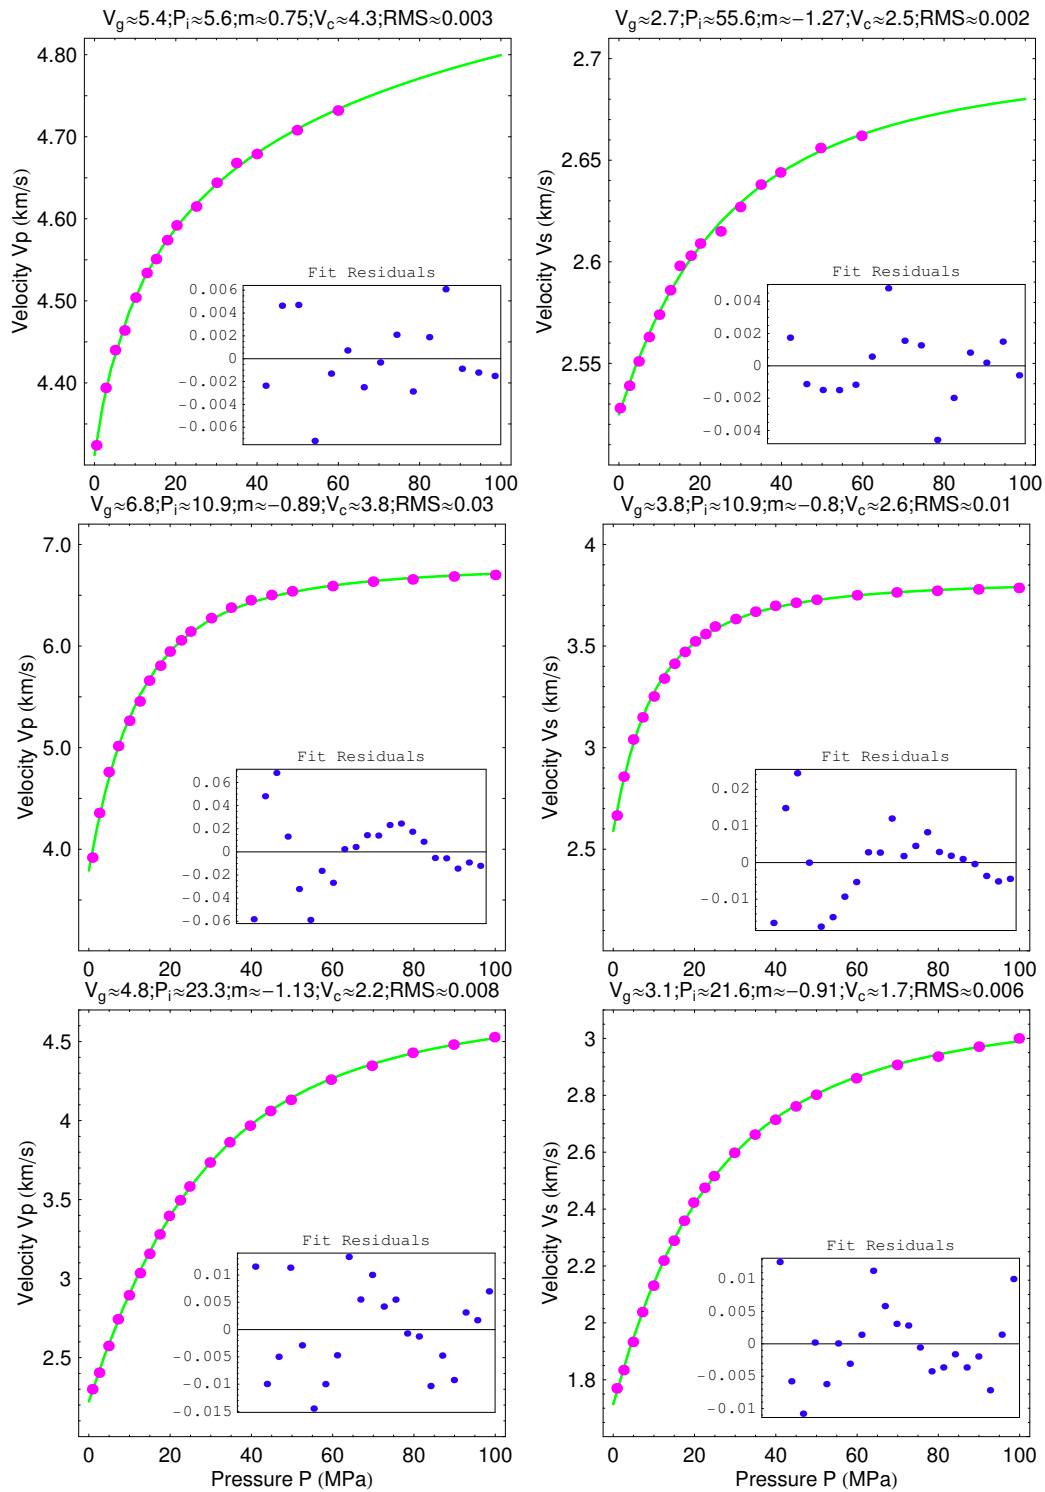 V_g≈5.4;P_i≈5.6;m≈0.75;V_c≈4.3;RMS≈0.003
4.80
4.70
4.60
4.50
4.40
Velocity Vp (km/s)
Fit Residuals
0.006
0.004
0.002
0
-0.002
-0.004
-0.006
0 20 40 60 80 100
V_g≈2.7;P_i≈55.6;m≈-1.27;V_c≈2.5;RMS≈0.002
2.7
2.65
2.6
2.55
Velocity Vs (km/s)
Fit Residuals
0.004
0.002
0
-0.002
-0.004
0 20 40 60 80 100
V_g≈6.8;P_i≈10.9;m≈-0.89;V_c≈3.8;RMS≈0.03
7.0
6.0
5.0
4.0
Velocity Vp (km/s)
Fit Residuals
0.06
0.04
0.02
0
-0.02
-0.04
-0.06
0 20 40 60 80 100
V_g≈3.8;P_i≈10.9;m≈-0.8;V_c≈2.6;RMS≈0.01
4
3.5
3
2.5
Velocity Vs (km/s)
Fit Residuals
0.02
0.01
0
-0.01
0 20 40 60 80 100
V_g≈4.8;P_i≈23.3;m≈-1.13;V_c≈2.2;RMS≈0.008
4.5
4
3.5
3
2.5
Velocity Vp (km/s)
Fit Residuals
0.01
0.005
0
-0.005
-0.01
-0.015
0 20 40 60 80 100
Pressure P (MPa)
V_g≈3.1;P_i≈21.6;m≈-0.91;V_c≈1.7;RMS≈0.006
3
2.8
2.6
2.4
2.2
2
1.8
Velocity Vs (km/s)
Fit Residuals
0.01
0.005
0
-0.005
-0.01
0 20 40 60 80 100
Pressure P (MPa)